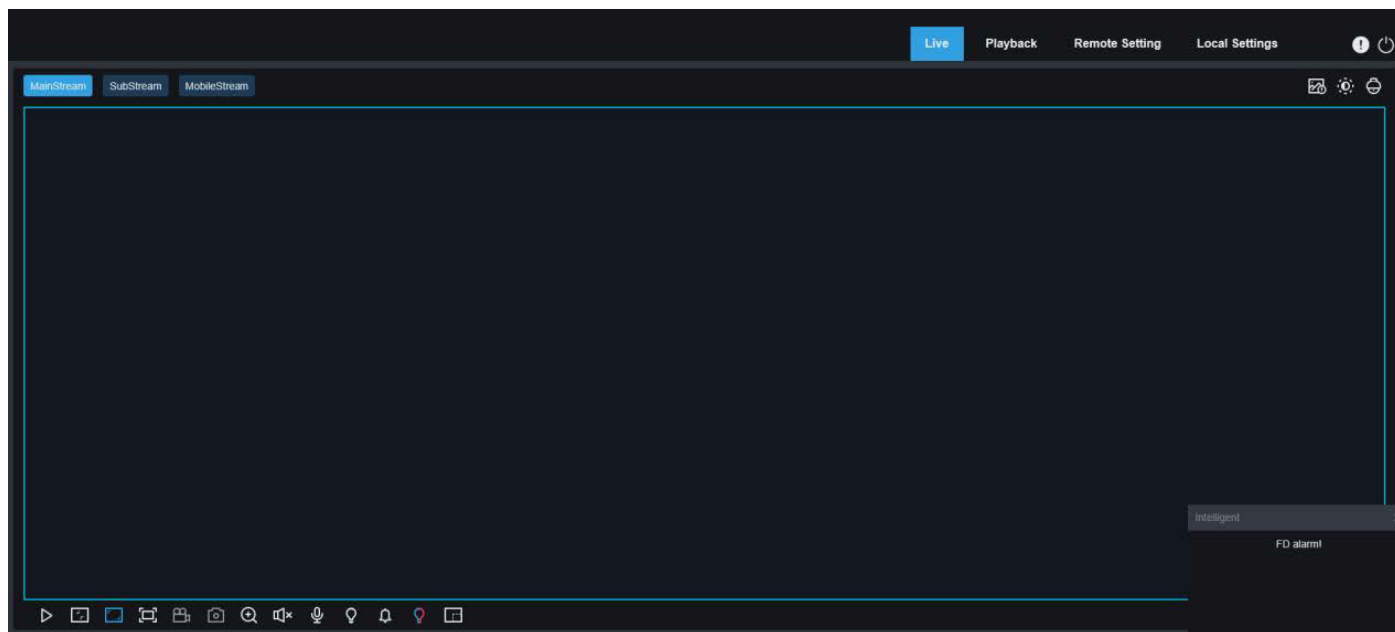 Live Playback Remote Setting Local Settings
MainStream SubStream MobileStream
Intelligent
FD alarm!